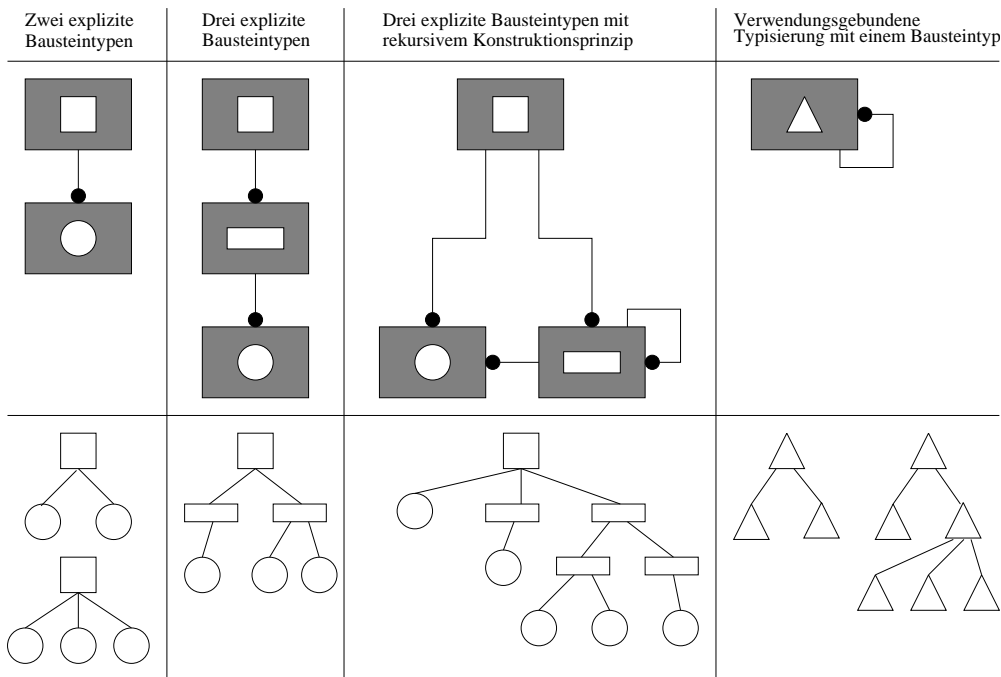 Zwei explizite
Bausteintypen
Drei explizite
Bausteintypen
Drei explizite Bausteintypen mit
rekursivem Konstruktionsprinzip
Verwendungsgebundene
Typisierung mit einem Bausteintyp